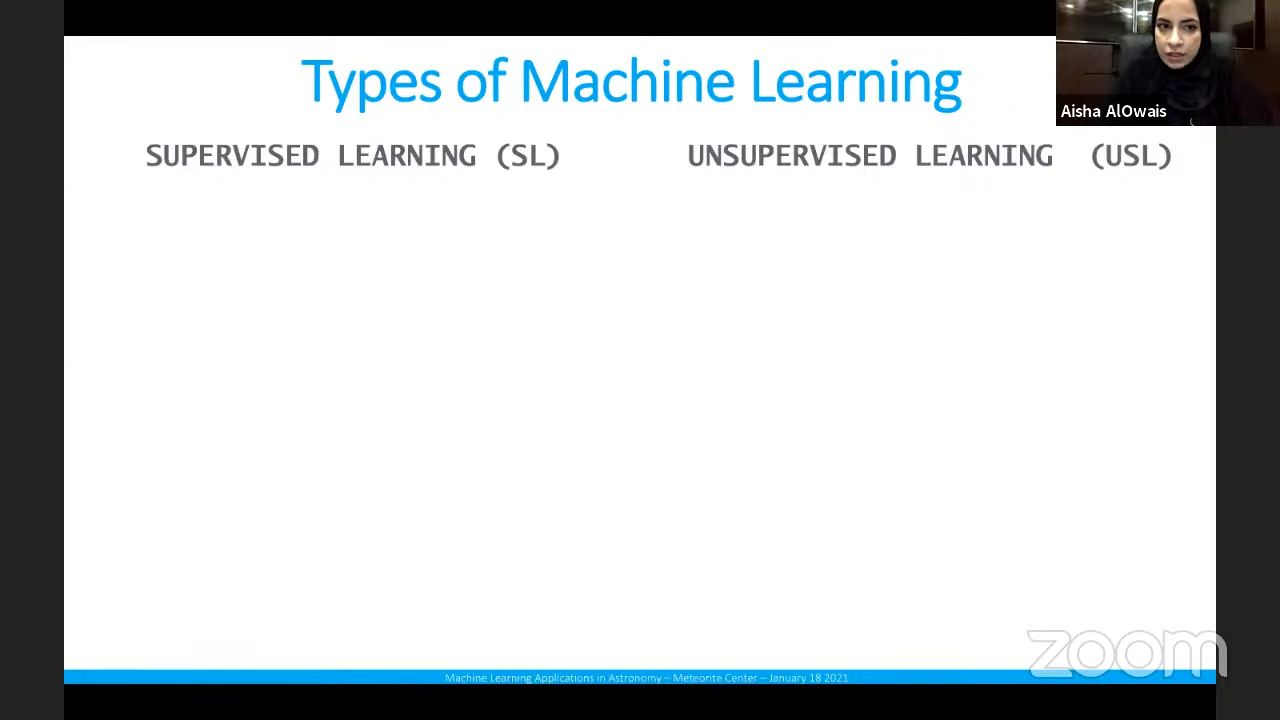 Types of Machine Learning
Aisha AlOwais
SUPERVISED LEARNING (SL)
UNSUPERVISED LEARNING (USL)
zoom
Machine Learning Applications in Astronomy – Meteorite Center – January 18 2021